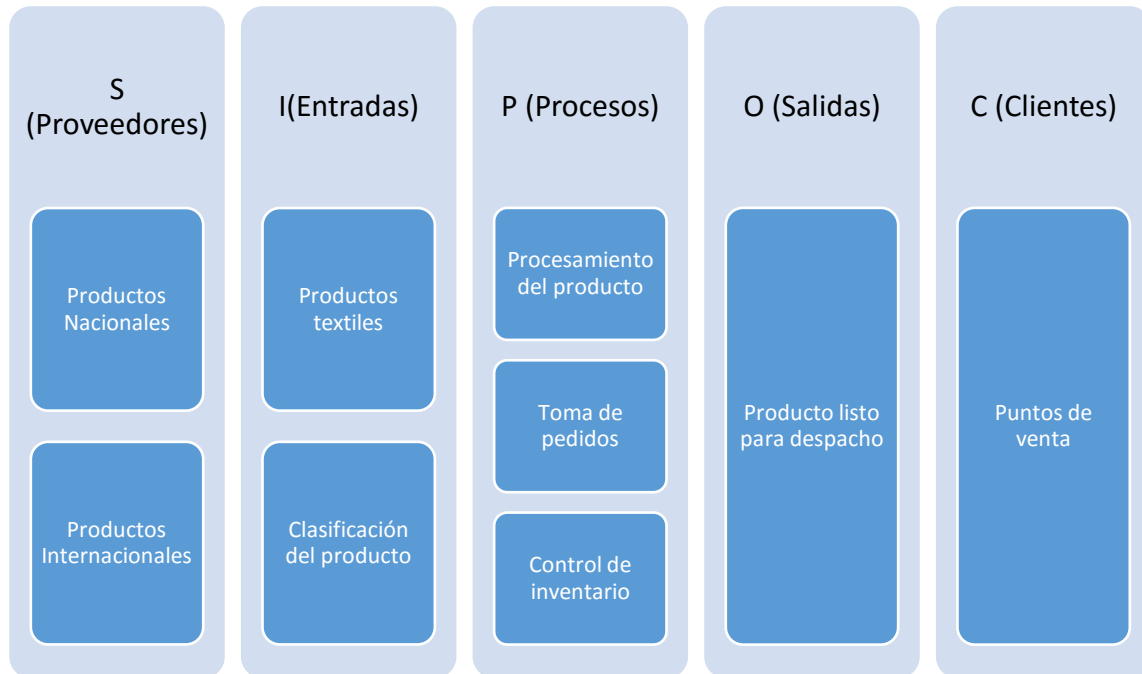 S
(Proveedores)
Productos
Nacionales
Productos
Internacionales
I(Entradas)
Productos
textiles
Clasificación
del producto
P (Procesos)
Procesamiento
del producto
Toma de
pedidos
Control de
inventario
O (Salidas)
Producto listo
para despacho
C (Clientes)
Puntos de
venta